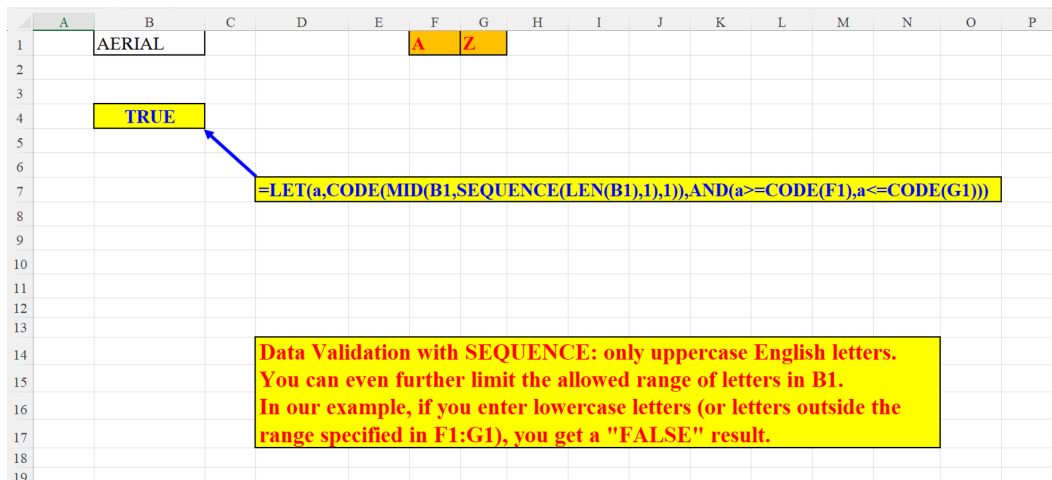 A B C D E F G H I J K L M N O P
1 AERIAL A Z
2
3
4 TRUE
5
6
7 =LET(a,CODE(MID(B1,SEQUENCE(LEN(B1),1),1)),AND(a>=CODE(F1),a<=CODE(G1)))
8
9
10
11
12
13
14 Data Validation with SEQUENCE: only uppercase English letters.
15 You can even further limit the allowed range of letters in B1.
16 In our example, if you enter lowercase letters (or letters outside the
17 range specified in F1:G1), you get a "FALSE" result.
18
19